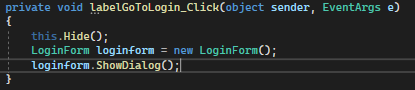 private void labelGoToLogin_Click(object sender, EventArgs e)
{
this.Hide();
LoginForm loginform = new LoginForm();
loginform.ShowDialog();
}